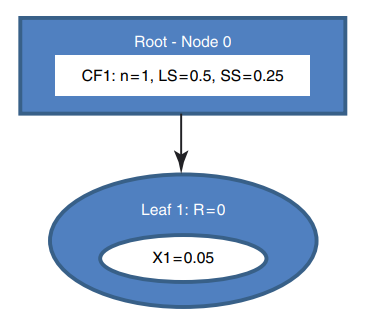 Root - Node 0
CF1: n=1, LS=0.5, SS=0.25
Leaf 1: R=0
X1=0.05